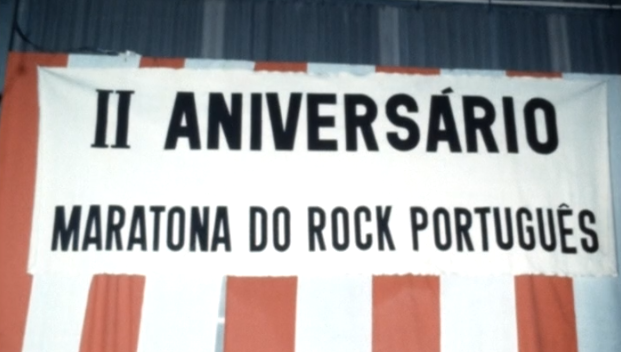 II ANIVERSÁRIO
MARATONA DO ROCK PORTUGUÊS